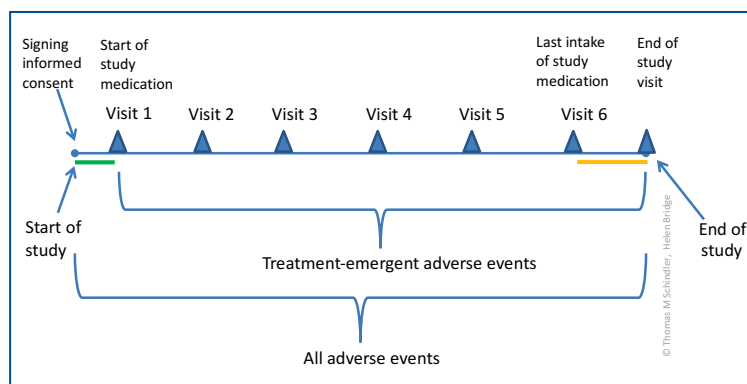 Signing
informed
consent
Start of
study
medication
Last intake
of study
medication
End of
study
visit
Visit 1
Visit 2
Visit 3
Visit 4
Visit 5
Visit 6
Start of
study
End of
study
Treatment-emergent adverse events
All adverse events
© Thomas M Schindler, Helen Bridge